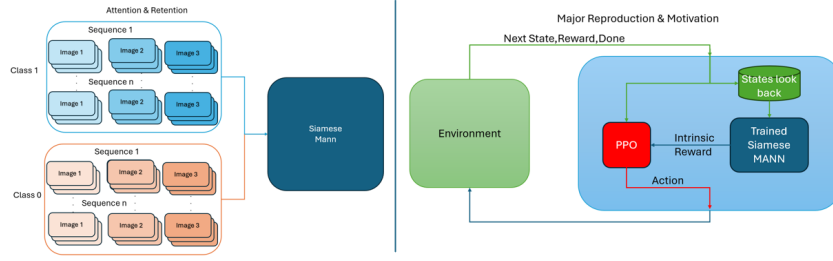 Attention & Retention
Class 1
Sequence 1
Image 1
Image 2
Image 3
Sequence n
Image 1
Image 2
Image 3
Class 0
Sequence 1
Image 1
Image 2
Image 3
Sequence n
Image 1
Image 2
Image 3
Siamese
Mann
Major Reproduction & Motivation
Next State,Reward,Done
Environment
States look
back
PPO
Intrinsic
Reward
Trained
Siamese
MANN
Action